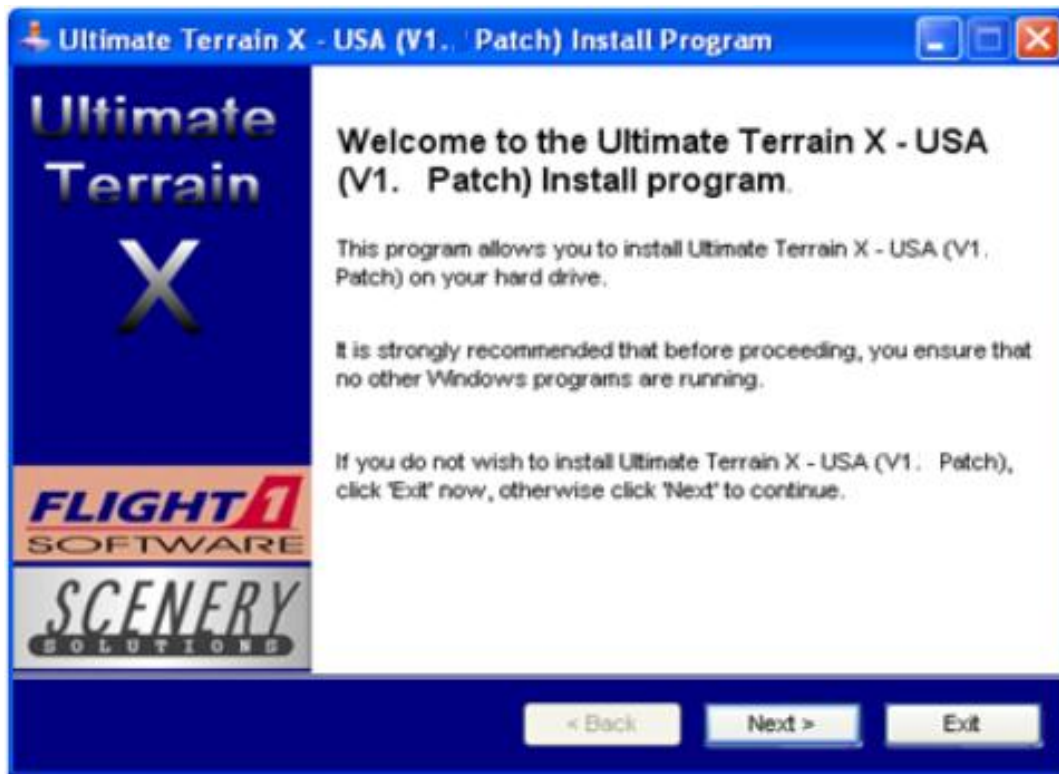 Ultimate Terrain X - USA (V1. Patch) Install Program
Ultimate
Terrain
X
FLIGHT1
SOFTWARE
SCENERY
SOLUTIONS
Welcome to the Ultimate Terrain X - USA
(V1. Patch) Install program.
This program allows you to install Ultimate Terrain X - USA (V1.
Patch) on your hard drive.
It is strongly recommended that before proceeding, you ensure that
no other Windows programs are running.
If you do not wish to install Ultimate Terrain X - USA (V1. Patch),
click 'Exit' now, otherwise click 'Next' to continue.
< Back
Next >
Exit